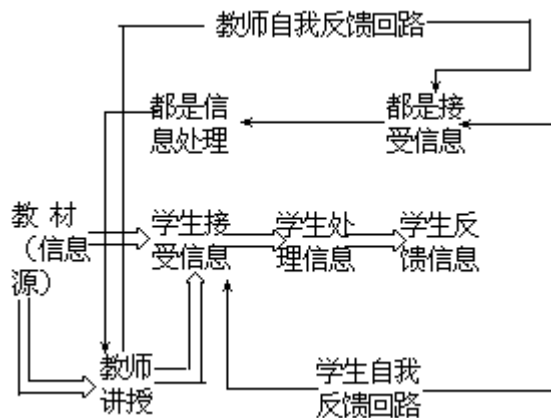 教师自我反馈回路
都是信
息处理
都是接
受信息
教 材
（信息
源）
学生接
受信息
学生处
理信息
学生反
馈信息
教师
讲授
学生自我
反馈回路